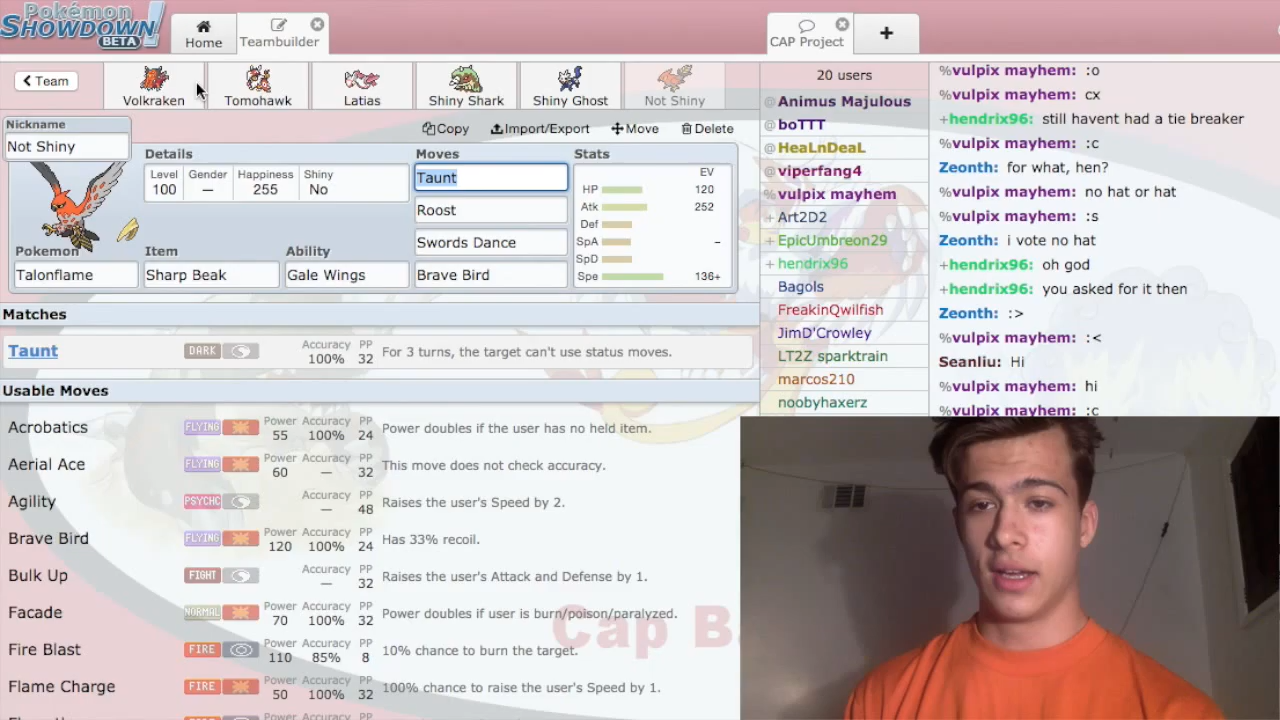 Pokémon
SHOWDOWN!
BETA
Home
Teambuilder
CAP Project
+
Team
Volkraken
Tomohawk
Latias
Shiny Shark
Shiny Ghost
Not Shiny
Copy
Import/Export
Move
Delete
Nickname
Not Shiny
Details
Level
100
Gender
—
Happiness
255
Shiny
No
Pokemon
Talonflame
Item
Sharp Beak
Ability
Gale Wings
Moves
Taunt
Roost
Swords Dance
Brave Bird
Stats
EV
HP 120
Atk 252
Def
SpA –
SpD
Spe 136+
Matches
Taunt DARK Accuracy 100% PP 32 For 3 turns, the target can't use status moves.
Usable Moves
Acrobatics FLYING Power 55 100% PP 24 Power doubles if the user has no held item.
Aerial Ace FLYING Power 60 Accuracy — PP 32 This move does not check accuracy.
Agility PSYCHC Accuracy — PP 48 Raises the user's Speed by 2.
Brave Bird FLYING Power 120 Accuracy 100% PP 24 Has 33% recoil.
Bulk Up FIGHT Accuracy — PP 32 Raises the user's Attack and Defense by 1.
Facade NORMAL Power 70 Accuracy 100% PP 32 Power doubles if user is burn/poison/paralyzed.
Fire Blast FIRE Power 110 Accuracy 85% PP 8 10% chance to burn the target.
Flame Charge FIRE Power 50 Accuracy 100% PP 32 100% chance to raise the user's Speed by 1.
Cap B
20 users
@Animus Majulous
@boTTT
@HeaLnDeaL
@viperfang4
%vulpix mayhem
+Art2D2
+EpicUmbreon29
+hendrix96
Bagols
FreakinQwilfish
JimD'Crowley
LT2Z sparktrain
marcos210
noobyhaxerz
%vulpix mayhem: :o
%vulpix mayhem: cx
+hendrix96: still havent had a tie breaker
%vulpix mayhem: :c
Zeonth: for what, hen?
%vulpix mayhem: no hat or hat
%vulpix mayhem: :s
Zeonth: i vote no hat
+hendrix96: oh god
+hendrix96: you asked for it then
Zeonth: :>
%vulpix mayhem: :<
Seanliu: Hi
%vulpix mayhem: hi
%vulpix mayhem: :c